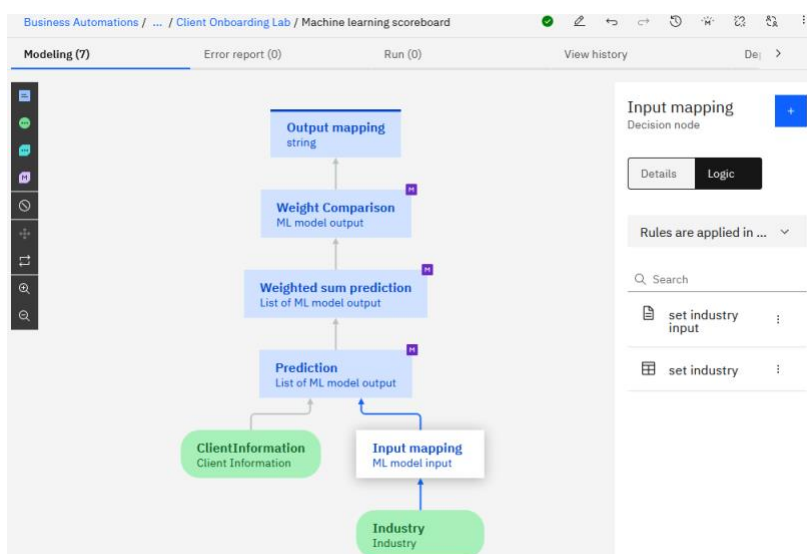 Business Automations / ... / Client Onboarding Lab / Machine learning scoreboard
Modeling (7)
Error report (0)
Run (0)
View history
De
Input mapping
Decision node
+
Details
Logic
Rules are applied in ...
Search
set industry
input
set industry
Output mapping
string
M
Weight Comparison
ML model output
M
Weighted sum prediction
List of ML model output
M
Prediction
List of ML model output
ClientInformation
Client Information
Input mapping
ML model input
Industry
Industry